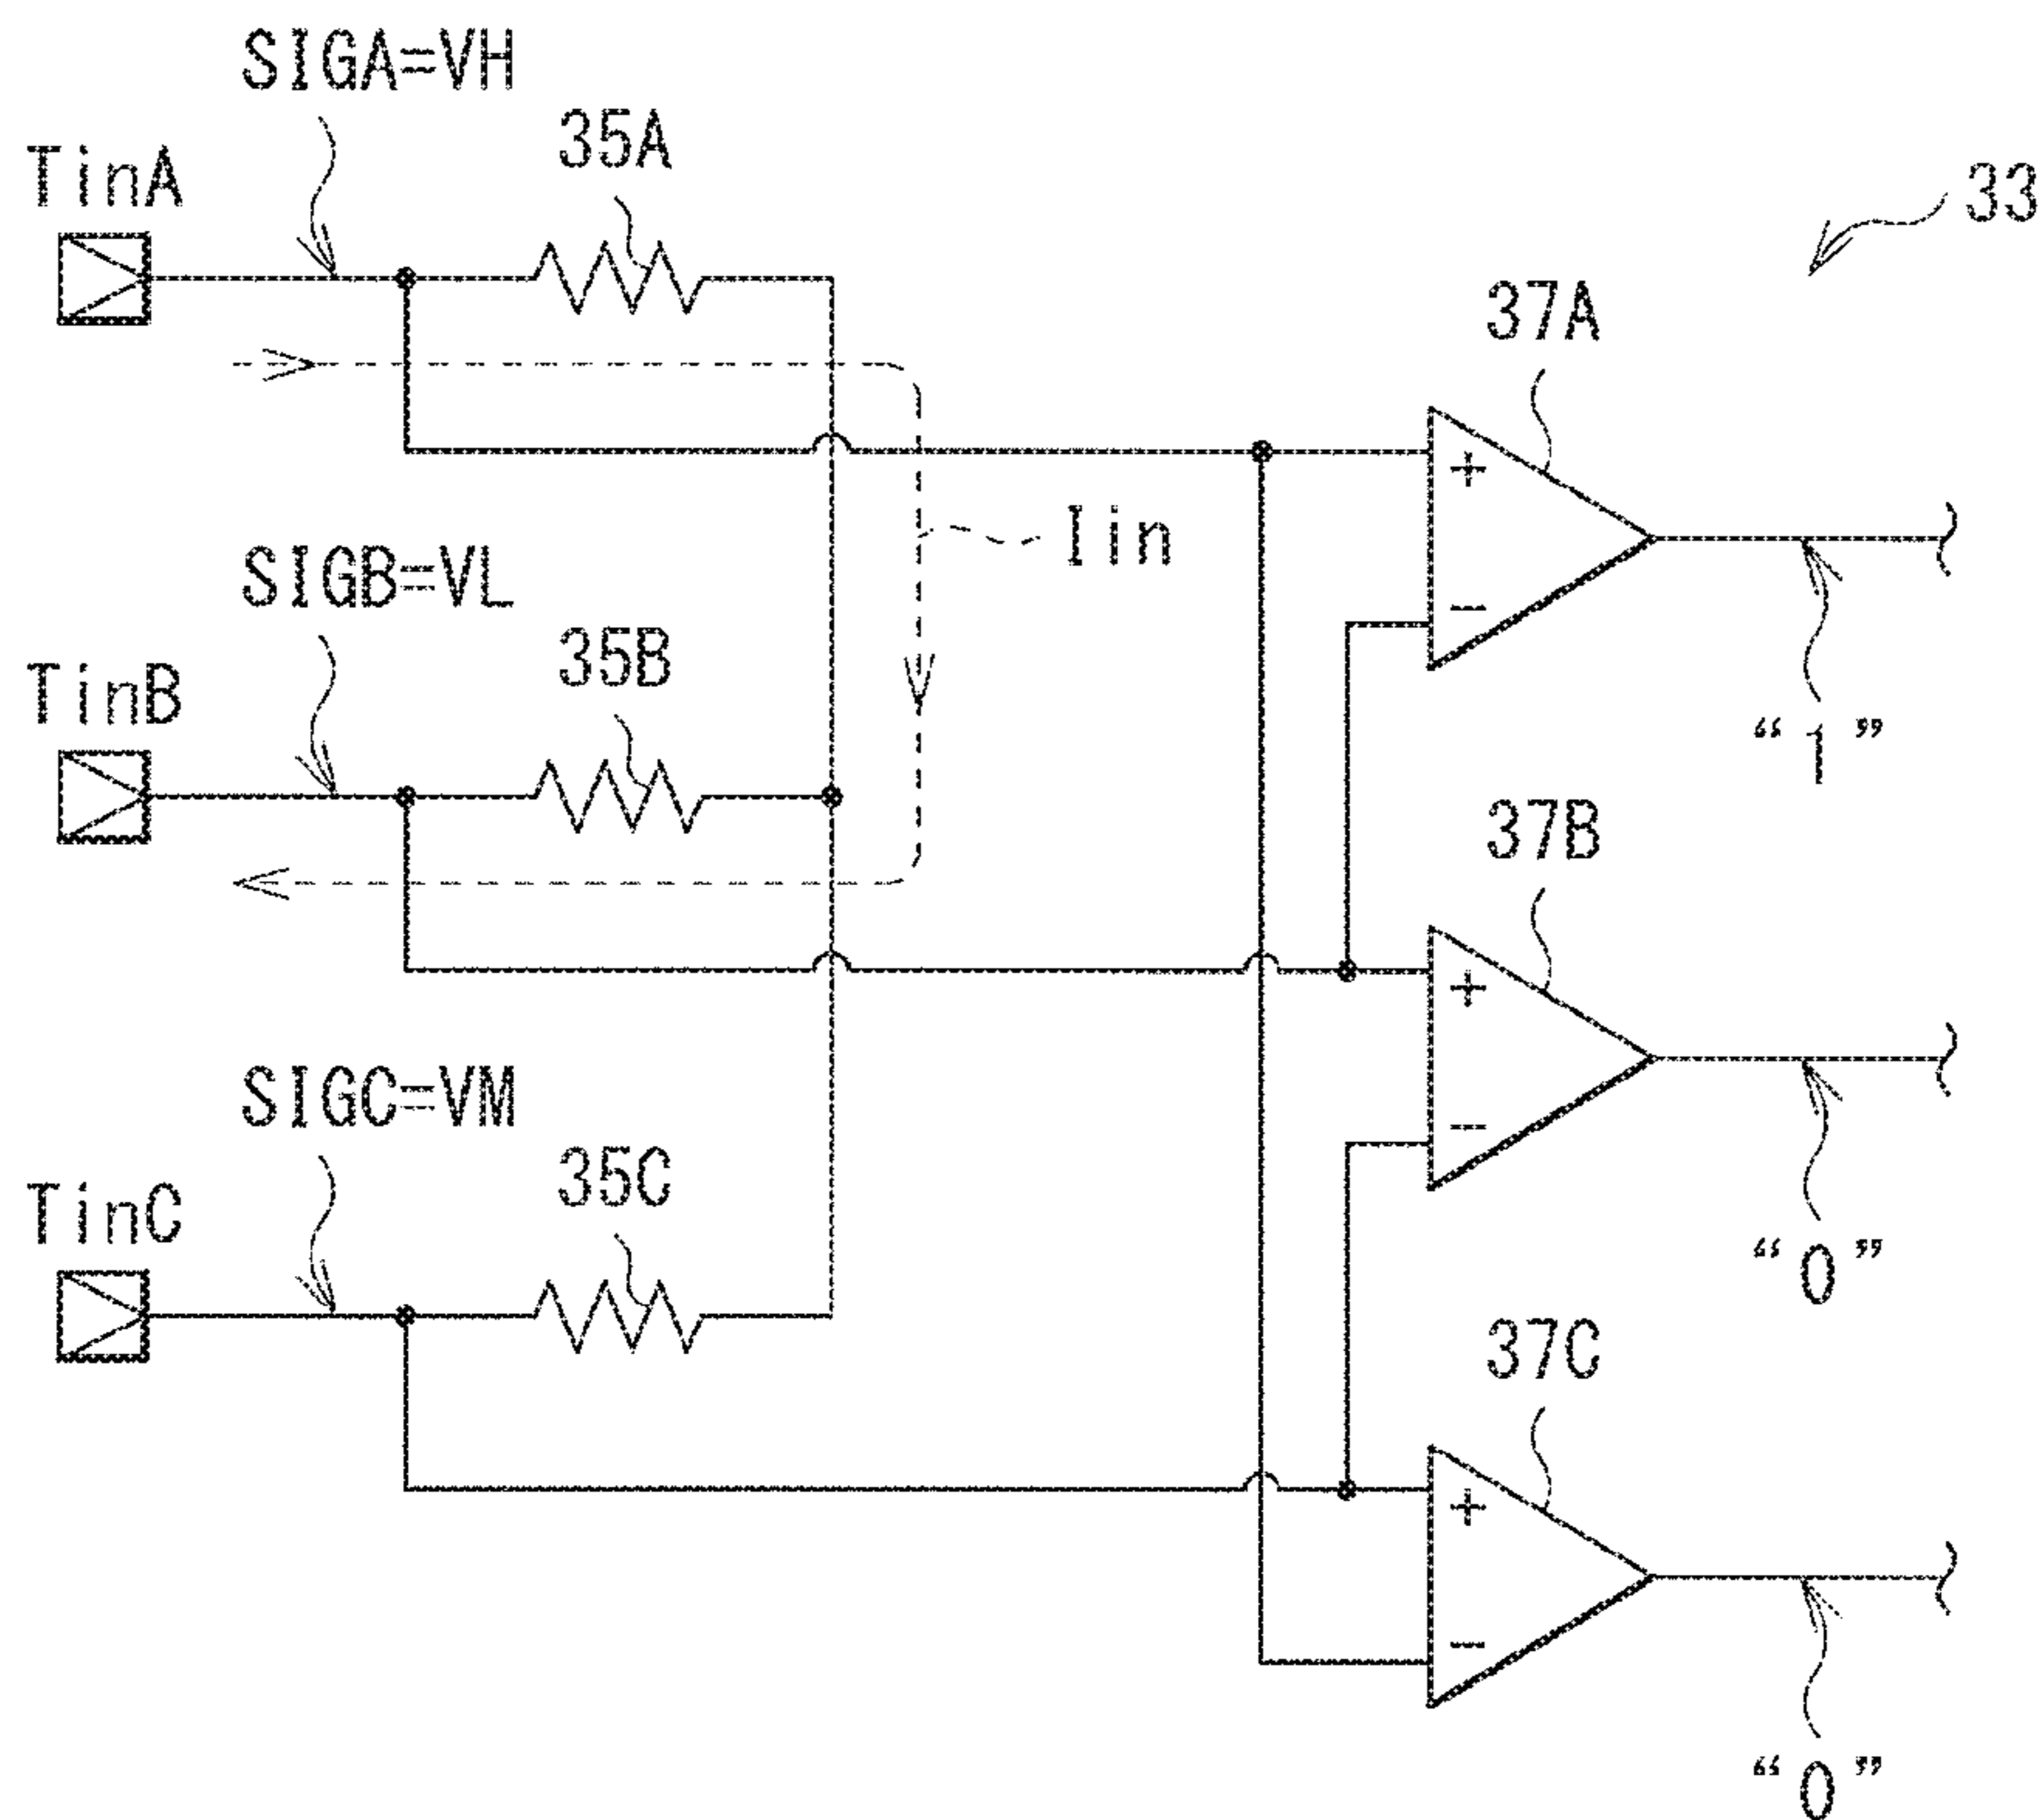 SIGA=VH
35A
TinA
33
37A
+
−
Iin
“1”
SIGB=VL
35B
TinB
37B
+
−
“0”
SIGC=VM
35C
TinC
37C
+
−
“0”